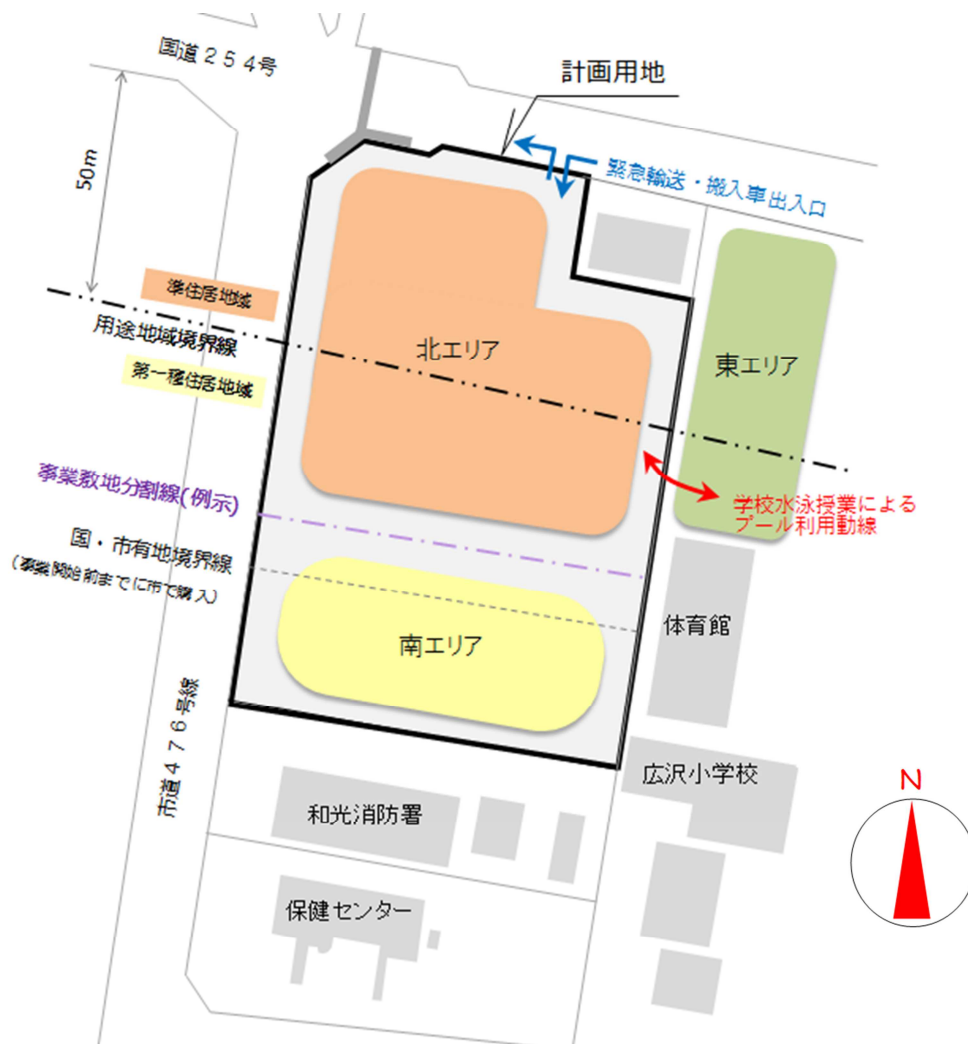 国道２５４号
計画用地
50m
緊急輸送・搬入車出入口
準住居地域
用途地域境界線
第一種住居地域
北エリア
東エリア
事業敷地分割線(例示)
学校水泳授業による
プール利用動線
国・市有地境界線
(事業開始前までに市で購入)
南エリア
体育館
市道４７６号線
広沢小学校
和光消防署
保健センター
N